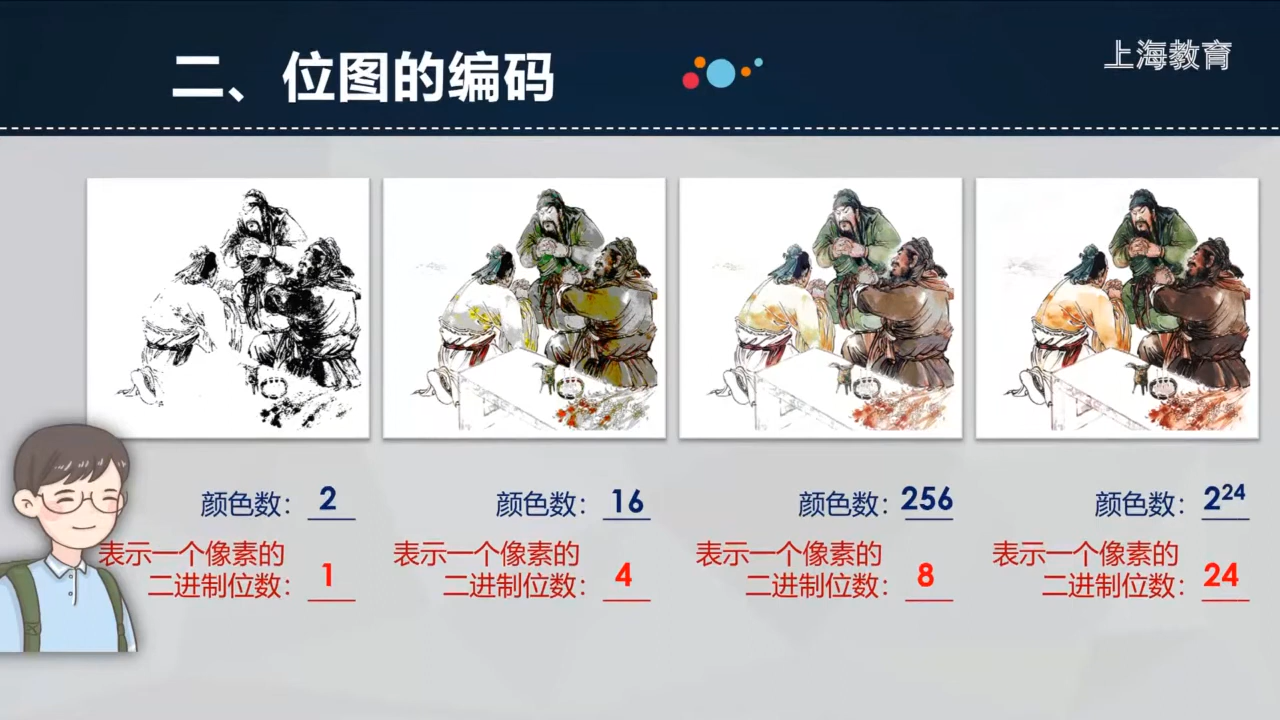 二、位图的编码
上海教育
颜色数：2
表示一个像素的
二进制位数：1
颜色数：16
表示一个像素的
二进制位数：4
颜色数：256
表示一个像素的
二进制位数：8
颜色数：2²⁴
表示一个像素的
二进制位数：24